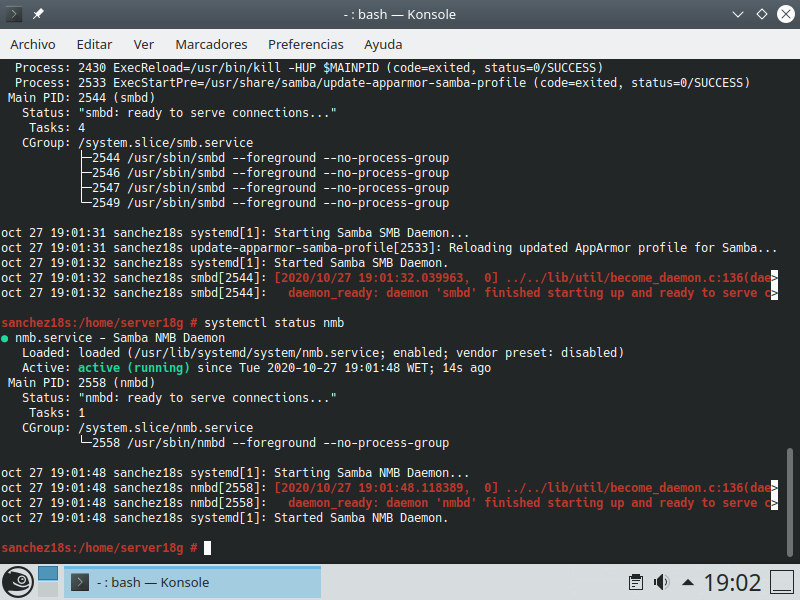 - : bash — Konsole
Archivo Editar Ver Marcadores Preferencias Ayuda
Process: 2430 ExecReload=/usr/bin/kill -HUP $MAINPID (code=exited, status=0/SUCCESS)
Process: 2533 ExecStartPre=/usr/share/samba/update-apparmor-samba-profile (code=exited, status=0/SUCCESS)
Main PID: 2544 (smbd)
Status: "smbd: ready to serve connections..."
Tasks: 4
CGroup: /system.slice/smb.service
├─2544 /usr/sbin/smbd --foreground --no-process-group
├─2546 /usr/sbin/smbd --foreground --no-process-group
├─2547 /usr/sbin/smbd --foreground --no-process-group
└─2549 /usr/sbin/smbd --foreground --no-process-group
oct 27 19:01:31 sanchez18s systemd[1]: Starting Samba SMB Daemon...
oct 27 19:01:31 sanchez18s update-apparmor-samba-profile[2533]: Reloading updated AppArmor profile for Samba...
oct 27 19:01:32 sanchez18s systemd[1]: Started Samba SMB Daemon.
oct 27 19:01:32 sanchez18s smbd[2544]: [2020/10/27 19:01:32.039963,  0] ../../lib/util/become_daemon.c:136(dae>
oct 27 19:01:32 sanchez18s smbd[2544]:   daemon_ready: daemon 'smbd' finished starting up and ready to serve c>
sanchez18s:/home/server18g # systemctl status nmb
● nmb.service - Samba NMB Daemon
Loaded: loaded (/usr/lib/systemd/system/nmb.service; enabled; vendor preset: disabled)
Active: active (running) since Tue 2020-10-27 19:01:48 WET; 14s ago
Main PID: 2558 (nmbd)
Status: "nmbd: ready to serve connections..."
Tasks: 1
CGroup: /system.slice/nmb.service
└─2558 /usr/sbin/nmbd --foreground --no-process-group
oct 27 19:01:48 sanchez18s systemd[1]: Starting Samba NMB Daemon...
oct 27 19:01:48 sanchez18s nmbd[2558]: [2020/10/27 19:01:48.118389,  0] ../../lib/util/become_daemon.c:136(dae>
oct 27 19:01:48 sanchez18s nmbd[2558]:   daemon_ready: daemon 'nmbd' finished starting up and ready to serve c>
oct 27 19:01:48 sanchez18s systemd[1]: Started Samba NMB Daemon.
sanchez18s:/home/server18g #
- : bash — Konsole
19:02